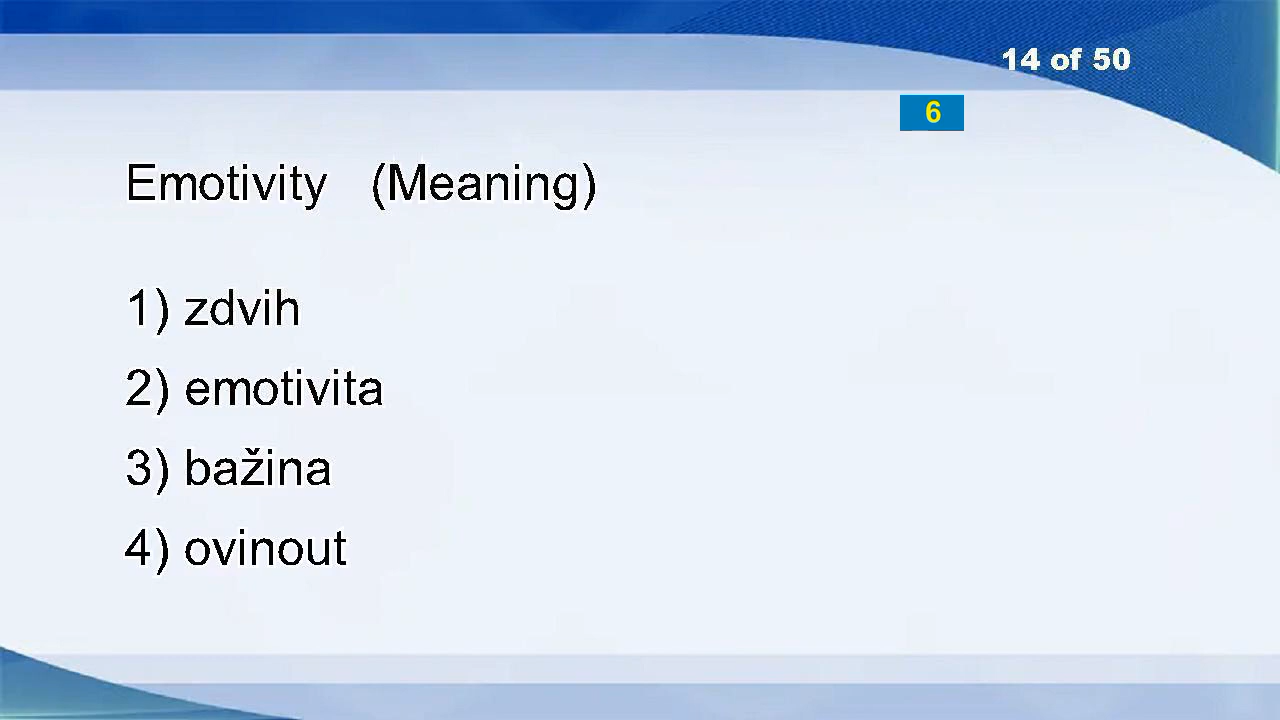 14 of 50
6
Emotivity (Meaning)
1) zdvih
2) emotivita
3) bažina
4) ovinout